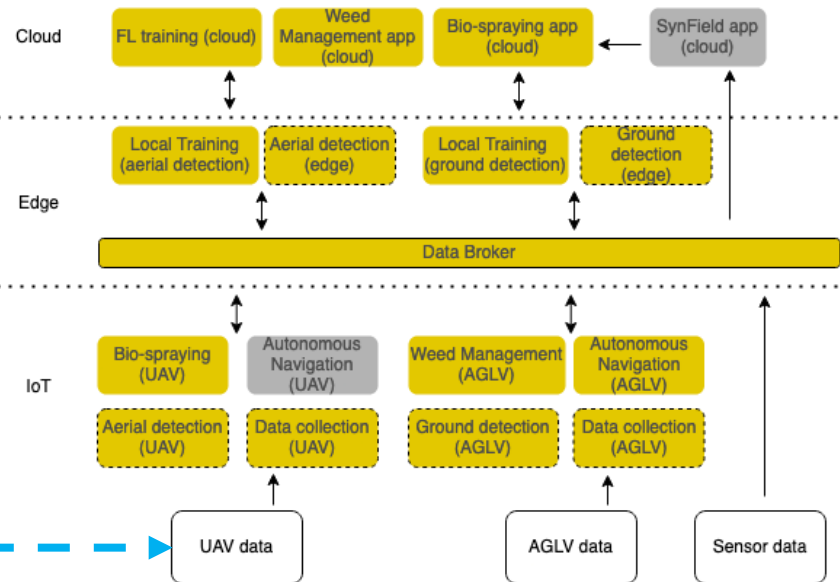 Cloud
FL training (cloud)
Weed
Management app
(cloud)
Bio-spraying app
(cloud)
SynField app
(cloud)
Edge
Local Training
(aerial detection)
Aerial detection
(edge)
Local Training
(ground detection)
Ground
detection
(edge)
Data Broker
IoT
Bio-spraying
(UAV)
Autonomous
Navigation
(UAV)
Weed Management
(AGLV)
Autonomous
Navigation
(AGLV)
Aerial detection
(UAV)
Data collection
(UAV)
Ground detection
(AGLV)
Data collection
(AGLV)
UAV data
AGLV data
Sensor data